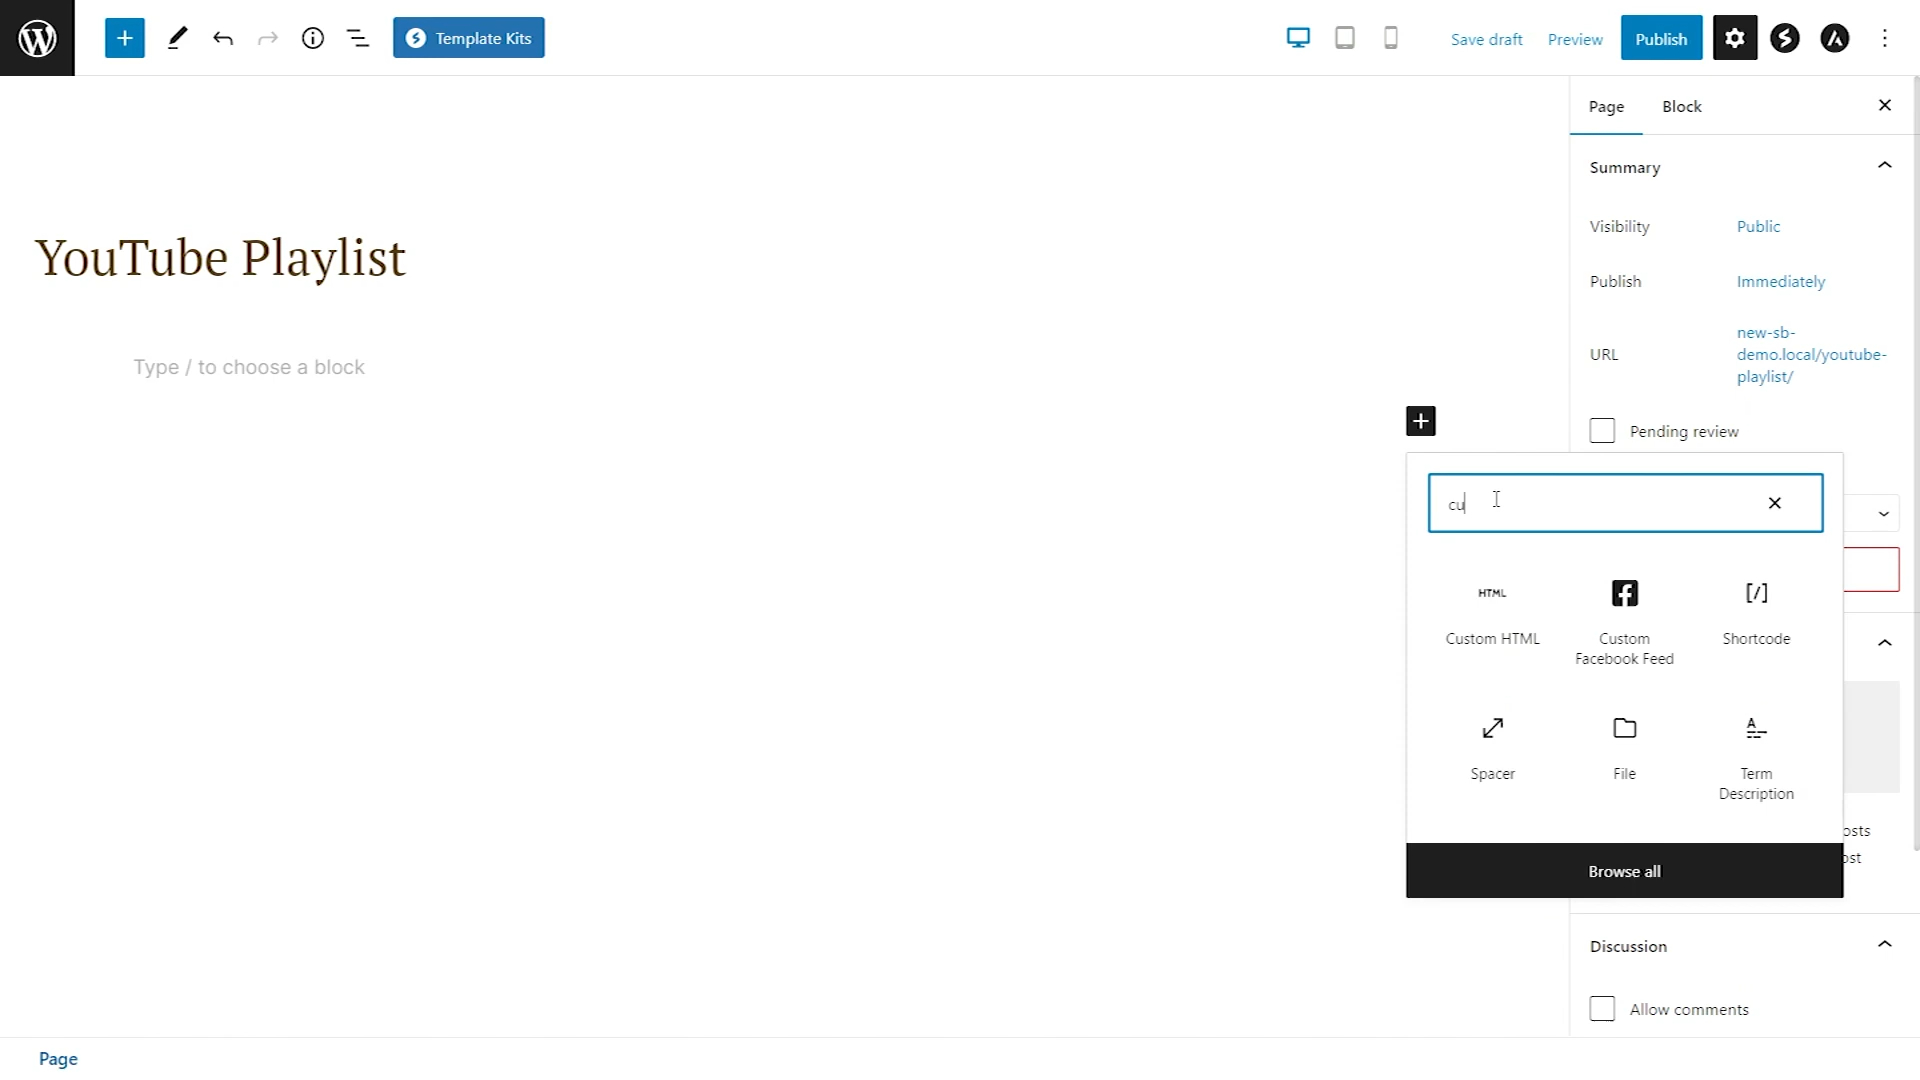 Template Kits
Save draft
Preview
Publish
Page
Block
Summary
Visibility
Public
Publish
Immediately
URL
new-sb-
demo.local/youtube-
playlist/
Pending review
YouTube Playlist
Type / to choose a block
cu
HTML
Custom HTML
Custom
Facebook Feed
[/]
Shortcode
Spacer
File
A
Term
Description
Browse all
osts
ost
Discussion
Allow comments
Page